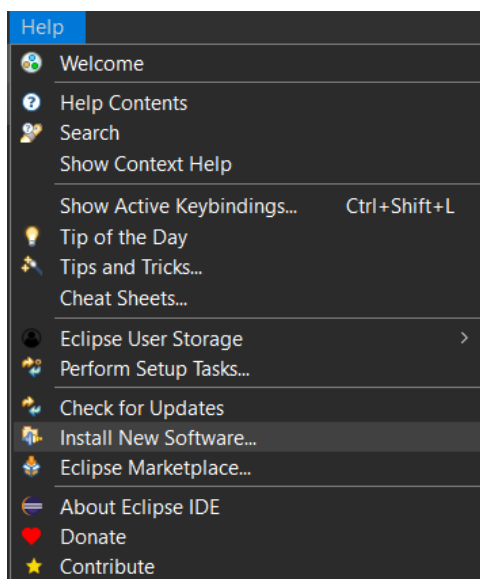 Help
Welcome
Help Contents
Search
Show Context Help
Show Active Keybindings... Ctrl+Shift+L
Tip of the Day
Tips and Tricks...
Cheat Sheets...
Eclipse User Storage
Perform Setup Tasks...
Check for Updates
Install New Software...
Eclipse Marketplace...
About Eclipse IDE
Donate
Contribute